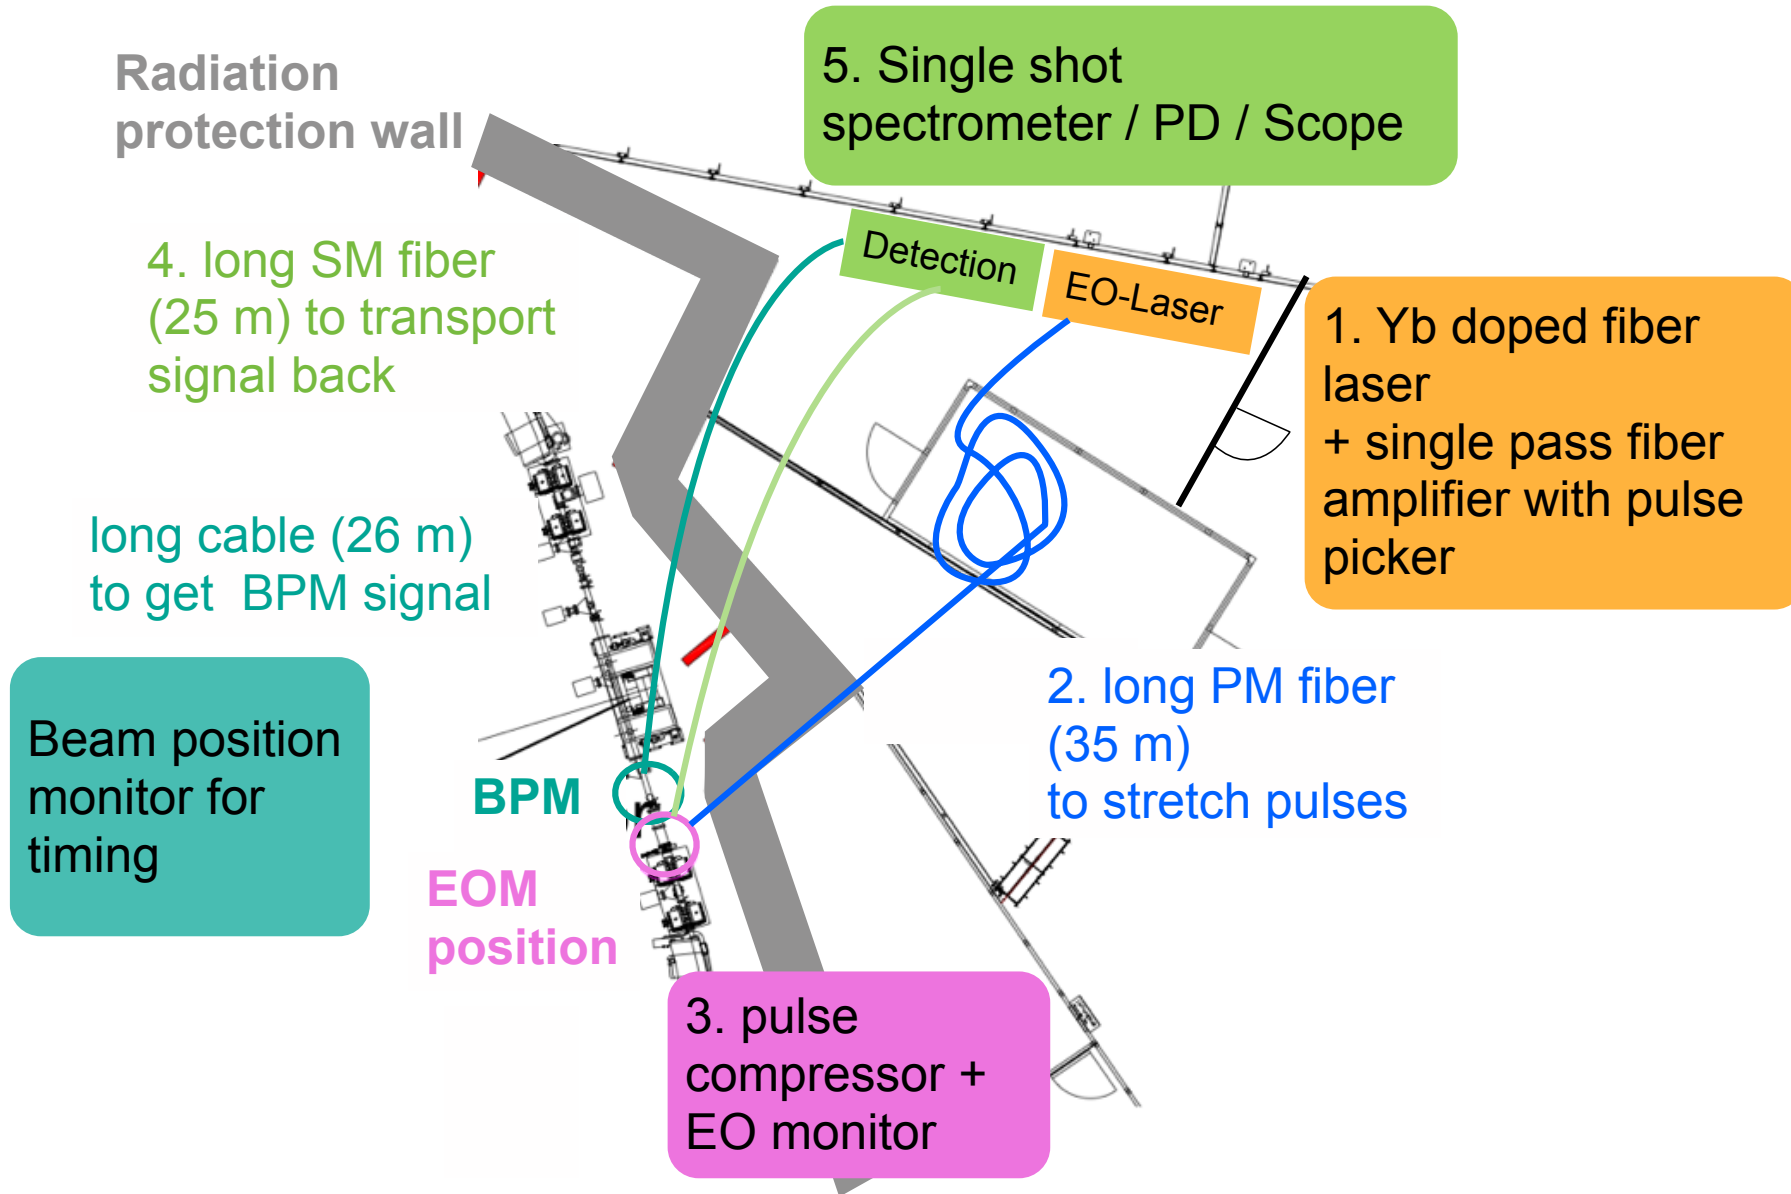 Radiation
protection wall
5. Single shot
spectrometer / PD / Scope
4. long SM fiber
(25 m) to transport
signal back
Detection
EO-Laser
1. Yb doped fiber
laser
+ single pass fiber
amplifier with pulse
picker
long cable (26 m)
to get  BPM signal
2. long PM fiber
(35 m)
to stretch pulses
Beam position
monitor for
timing
BPM
EOM
position
3. pulse
compressor +
EO monitor